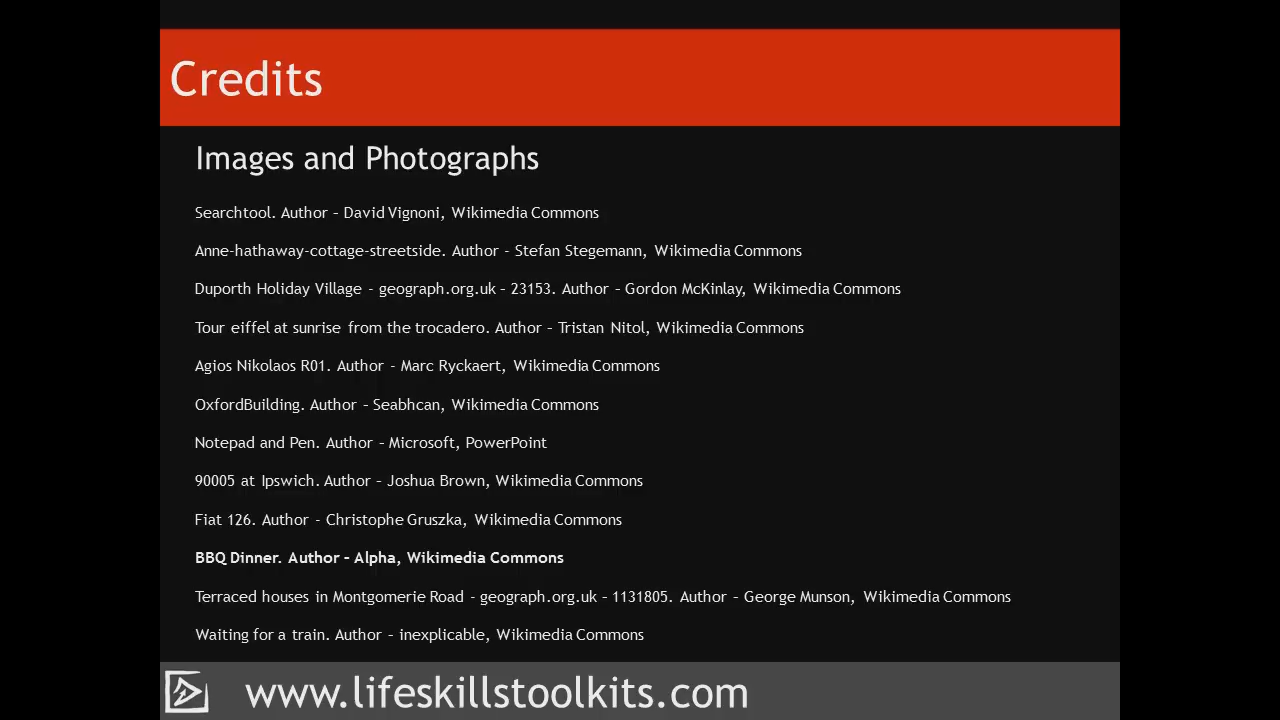 Credits
Images and Photographs
Searchtool. Author – David Vignoni, Wikimedia Commons
Anne-hathaway-cottage-streetside. Author - Stefan Stegemann, Wikimedia Commons
Duporth Holiday Village - geograph.org.uk – 23153. Author – Gordon McKinlay, Wikimedia Commons
Tour eiffel at sunrise from the trocadero. Author – Tristan Nitol, Wikimedia Commons
Agios Nikolaos R01. Author - Marc Ryckaert, Wikimedia Commons
OxfordBuilding. Author – Seabhcan, Wikimedia Commons
Notepad and Pen. Author – Microsoft, PowerPoint
90005 at Ipswich. Author – Joshua Brown, Wikimedia Commons
Fiat 126. Author - Christophe Gruszka, Wikimedia Commons
BBQ Dinner. Author – Alpha, Wikimedia Commons
Terraced houses in Montgomerie Road - geograph.org.uk – 1131805. Author – George Munson, Wikimedia Commons
Waiting for a train. Author – inexplicable, Wikimedia Commons
www.lifeskillstoolkits.com